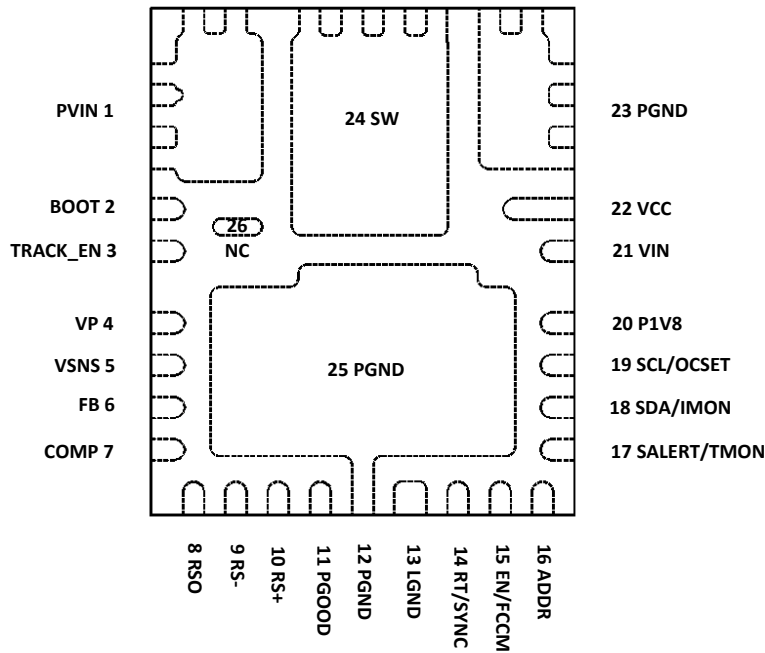 PVIN 1
24 SW
23 PGND
BOOT 2
26
NC
22 VCC
TRACK_EN 3
21 VIN
VP 4
20 P1V8
VSNS 5
25 PGND
19 SCL/OCSET
FB 6
18 SDA/IMON
COMP 7
17 SALERT/TMON
8 RSO
9 RS-
10 RS+
11 PGOOD
12 PGND
13 LGND
14 RT/SYNC
15 EN/FCCM
16 ADDR